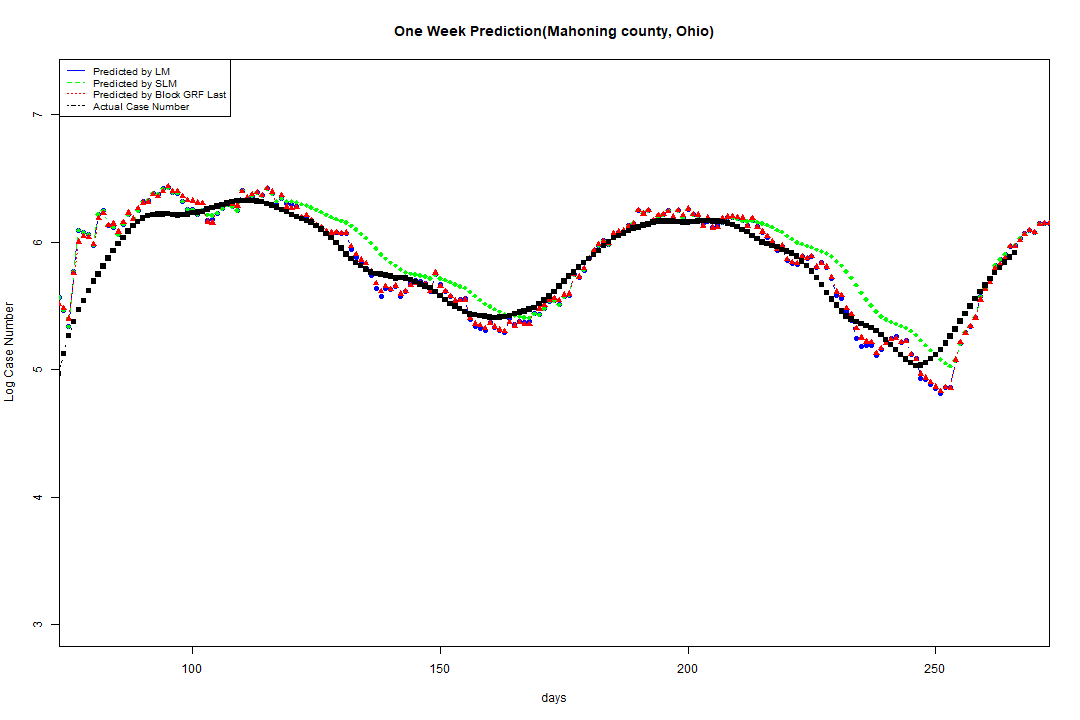 One Week Prediction(Mahoning county, Ohio)
Predicted by LM
Predicted by SLM
Predicted by Block GRF Last
Actual Case Number
7
6
5
4
3
Log Case Number
100 150 200 250
days